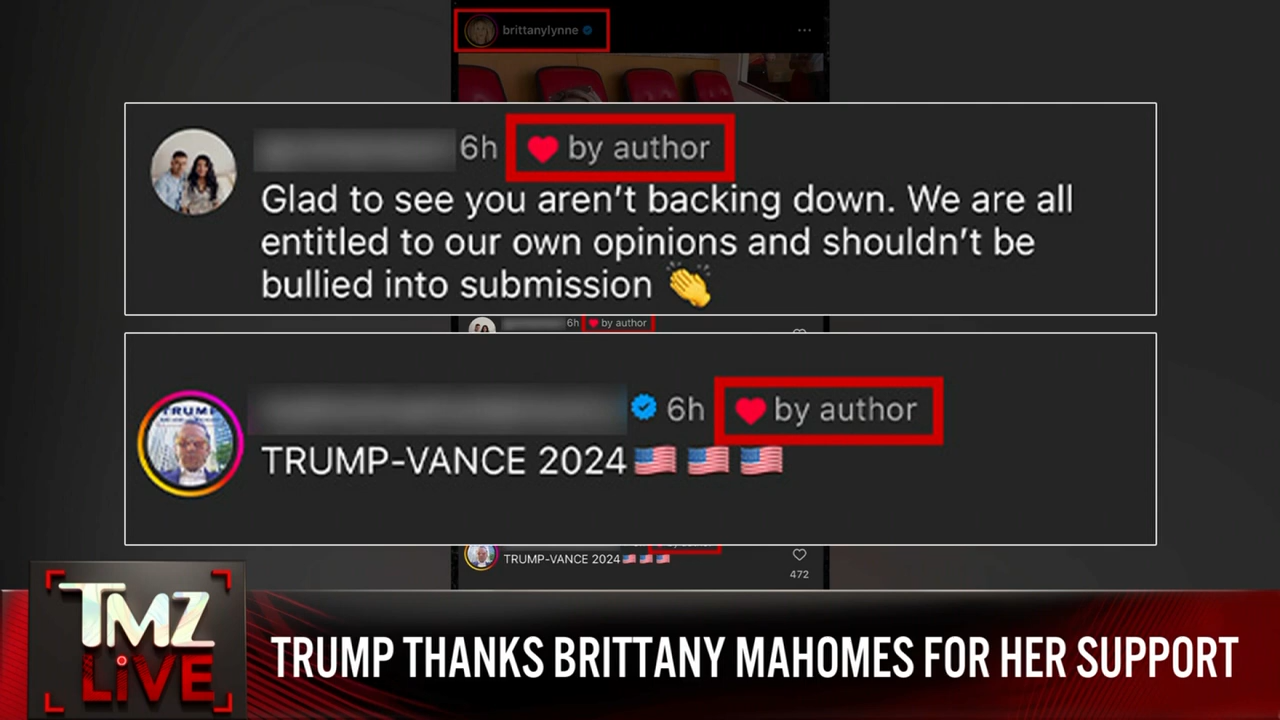 brittanylynne
6h ❤ by author
Glad to see you aren't backing down. We are all
entitled to our own opinions and shouldn't be
bullied into submission 👏
6h ❤ by author
TRUMP
6h ❤ by author
TRUMP-VANCE 2024 🇺🇸 🇺🇸 🇺🇸
TRUMP-VANCE 2024 🇺🇸 🇺🇸 🇺🇸
472
TMZ
LiVE
TRUMP THANKS BRITTANY MAHOMES FOR HER SUPPORT